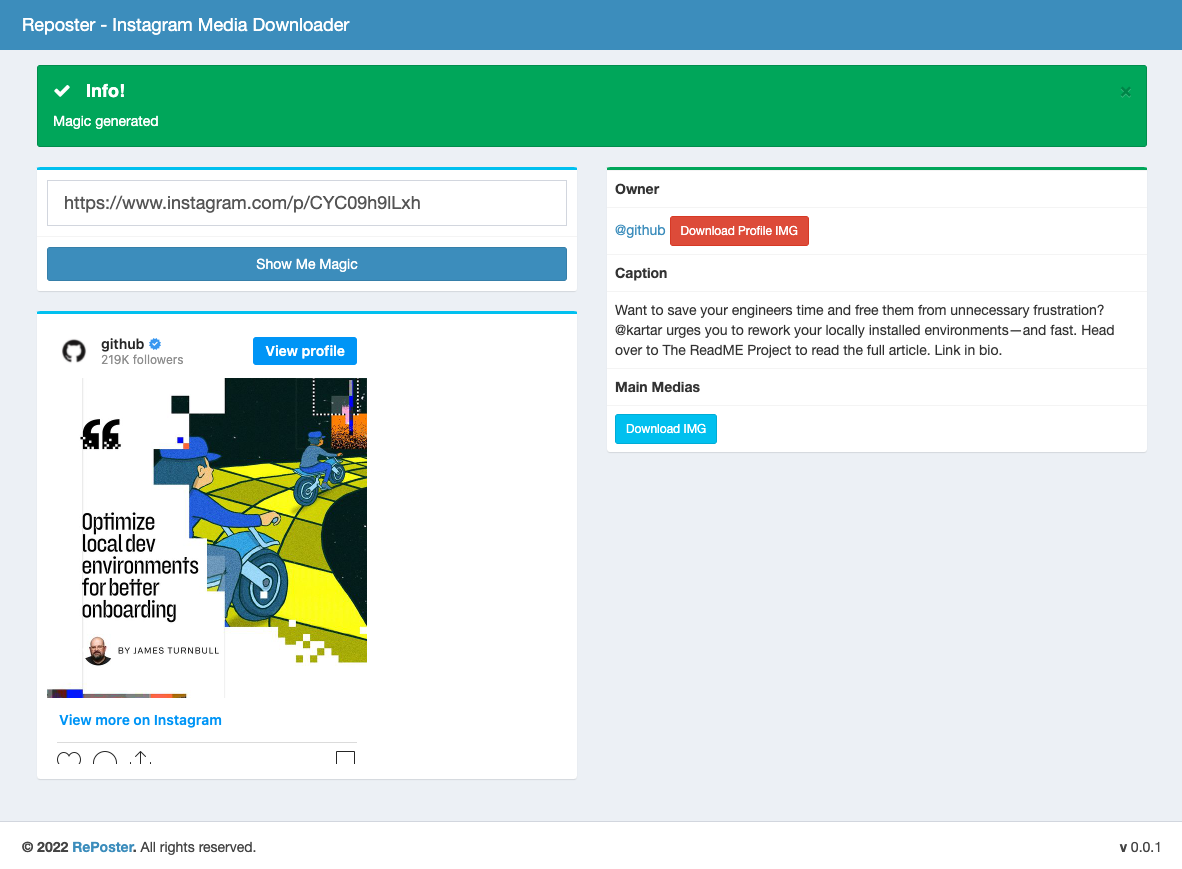 Reposter - Instagram Media Downloader
Info!
×
Magic generated
https://www.instagram.com/p/CYC09h9lLxh
Show Me Magic
github
219K followers
View profile
Optimize
local dev
environments
for better
onboarding
BY JAMES TURNBULL
View more on Instagram
Owner
@github Download Profile IMG
Caption
Want to save your engineers time and free them from unnecessary frustration?
@kartar urges you to rework your locally installed environments—and fast. Head
over to The ReadME Project to read the full article. Link in bio.
Main Medias
Download IMG
© 2022 RePoster. All rights reserved.
v 0.0.1